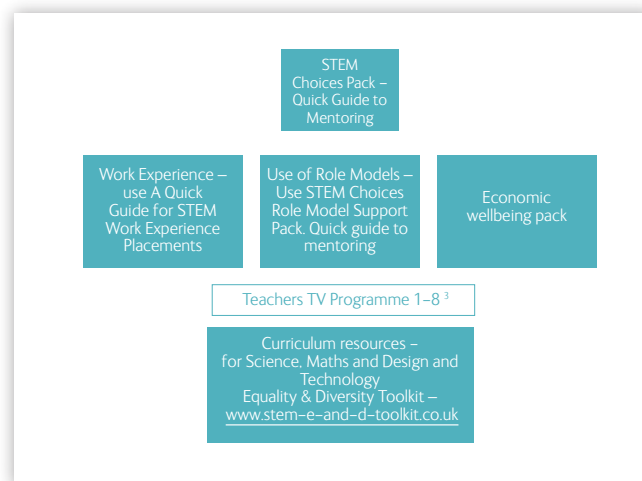 STEM
Choices Pack –
Quick Guide to
Mentoring
Work Experience –
use A Quick
Guide for STEM
Work Experience
Placements
Use of Role Models –
Use STEM Choices
Role Model Support
Pack. Quick guide to
mentoring
Economic
wellbeing pack
Teachers TV Programme 1–8 ³
Curriculum resources –
for Science, Maths and Design and
Technology
Equality & Diversity Toolkit –
www.stem-e-and-d-toolkit.co.uk